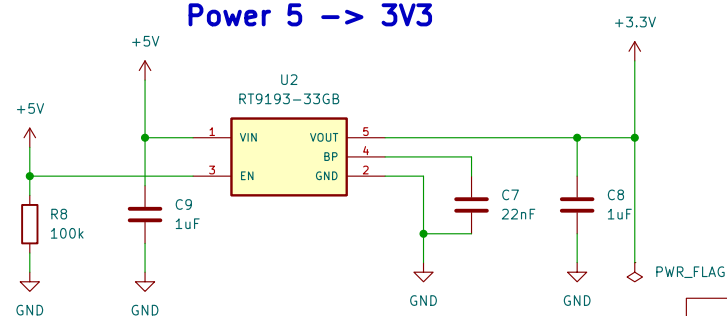 Power 5 -> 3V3
+5V
+3.3V
U2
RT9193-33GB
+5V
1 VIN VOUT 5
BP 4
3 EN GND 2
R8
100k
C9
1uF
C7
22nF
C8
1uF
PWR_FLAG
GND
GND
GND
GND